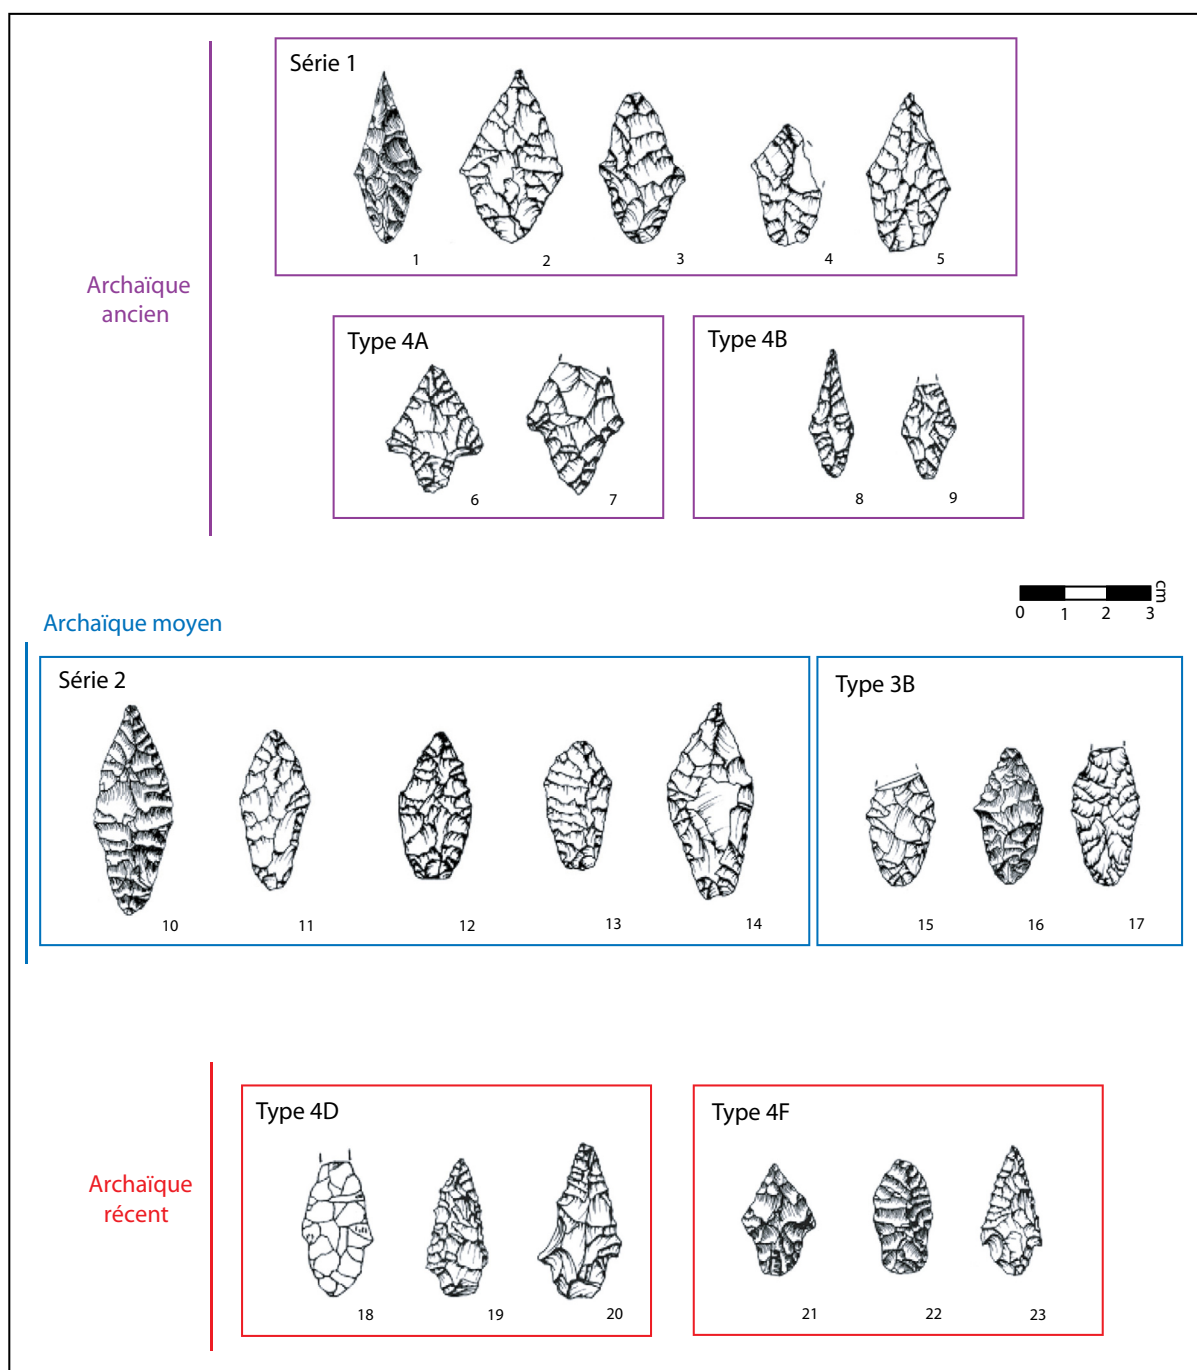 Série 1
1 2 3 4 5
Archaïque
ancien
Type 4A
6 7
Type 4B
8 9
cm
0 1 2 3
Archaïque moyen
Série 2
10 11 12 13 14
Type 3B
15 16 17
Archaïque
récent
Type 4D
18 19 20
Type 4F
21 22 23